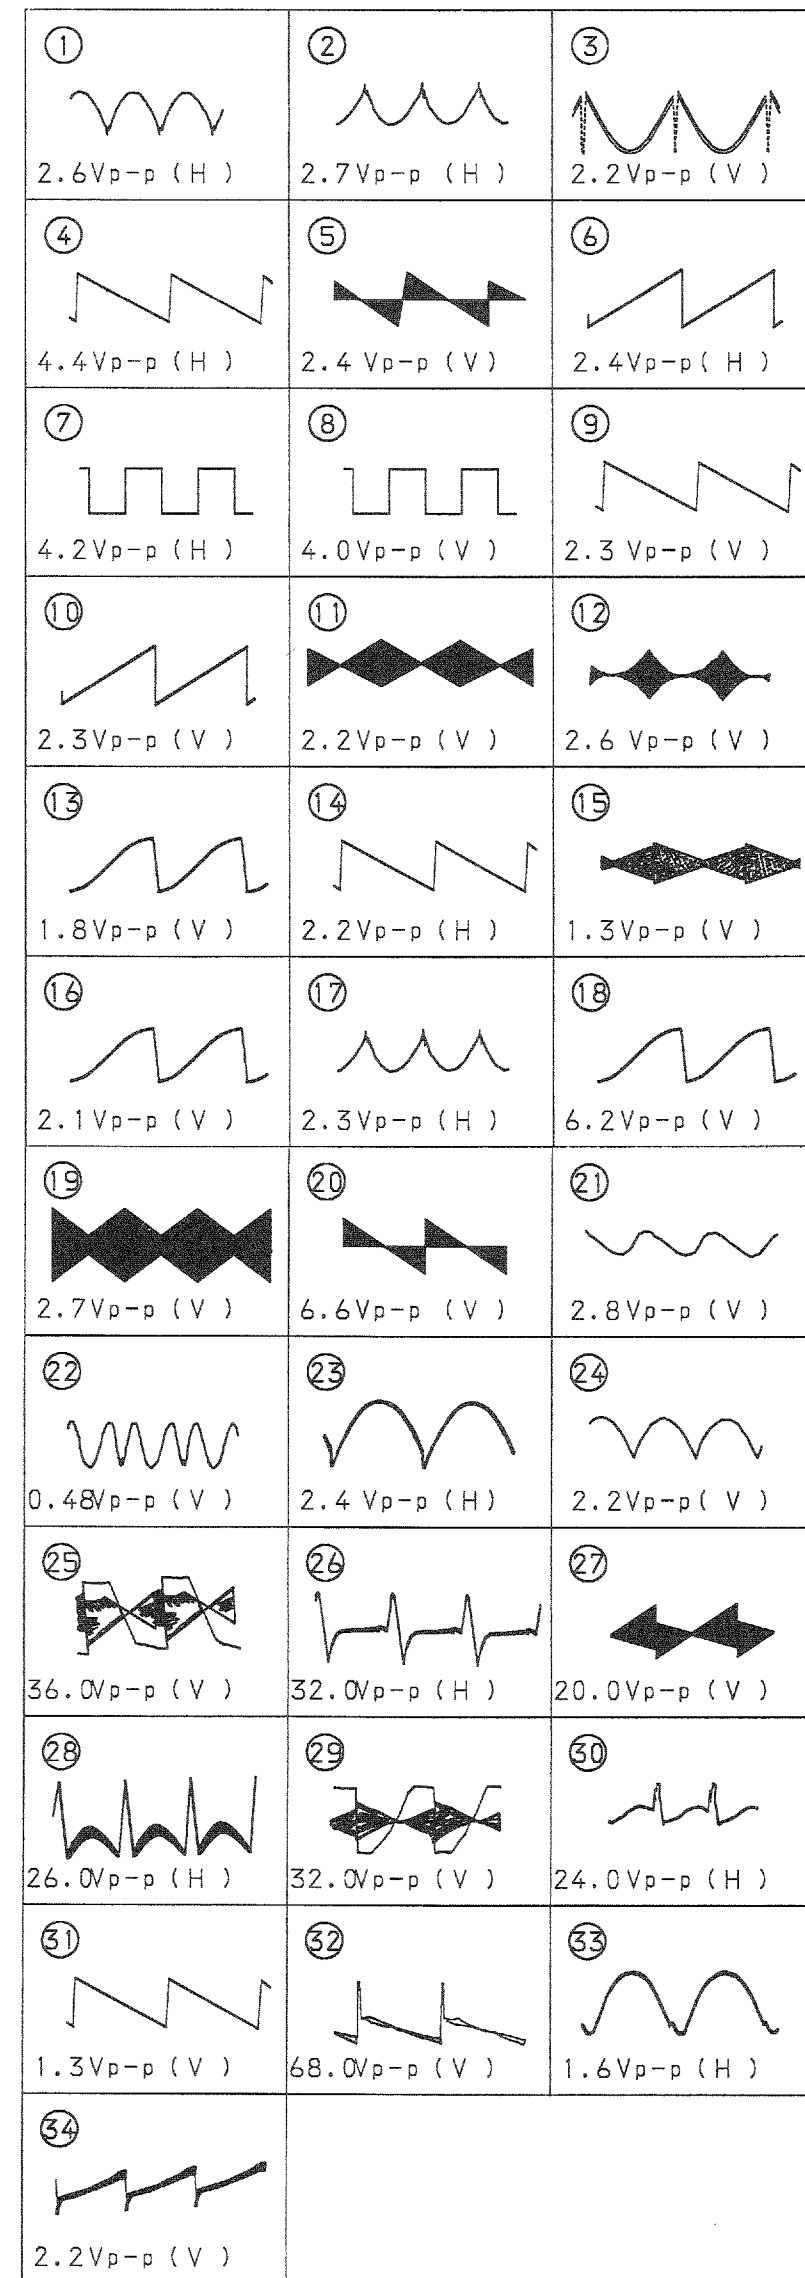 ① ② ③
2.6Vp-p (H) 2.7Vp-p (H) 2.2Vp-p (V)
④ ⑤ ⑥
4.4Vp-p (H) 2.4 Vp-p (V) 2.4Vp-p( H )
⑦ ⑧ ⑨
4.2Vp-p (H) 4.0Vp-p (V) 2.3 Vp-p (V)
⑩ ⑪ ⑫
2.3Vp-p (V) 2.2Vp-p (V) 2.6 Vp-p (V)
⑬ ⑭ ⑮
1.8Vp-p (V) 2.2Vp-p (H) 1.3Vp-p (V)
⑯ ⑰ ⑱
2.1Vp-p (V) 2.3Vp-p (H) 6.2Vp-p (V)
⑲ ⑳ ㉑
2.7Vp-p (V) 6.6Vp-p (V) 2.8Vp-p (V)
㉒ ㉓ ㉔
0.48Vp-p (V) 2.4 Vp-p (H) 2.2Vp-p( V )
㉕ ㉖ ㉗
36.0Vp-p (V) 32.0Vp-p (H) 20.0Vp-p (V)
㉘ ㉙ ㉚
26.0Vp-p (H) 32.0Vp-p (V) 24.0Vp-p (H)
㉛ ㉜ ㉝
1.3Vp-p (V) 68.0Vp-p (V) 1.6Vp-p (H)
㉞
2.2Vp-p (V)